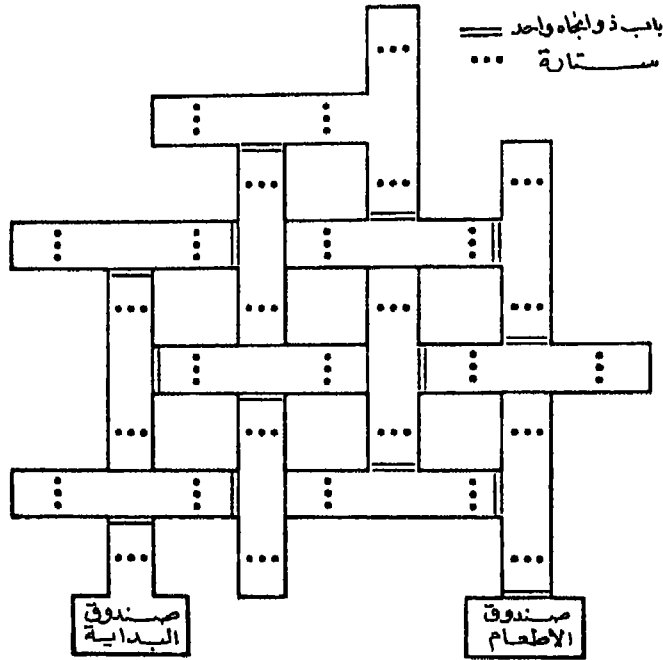 باب ذو اتجاه واحد
ستارة
صندوق
البداية
صندوق
الاطعام